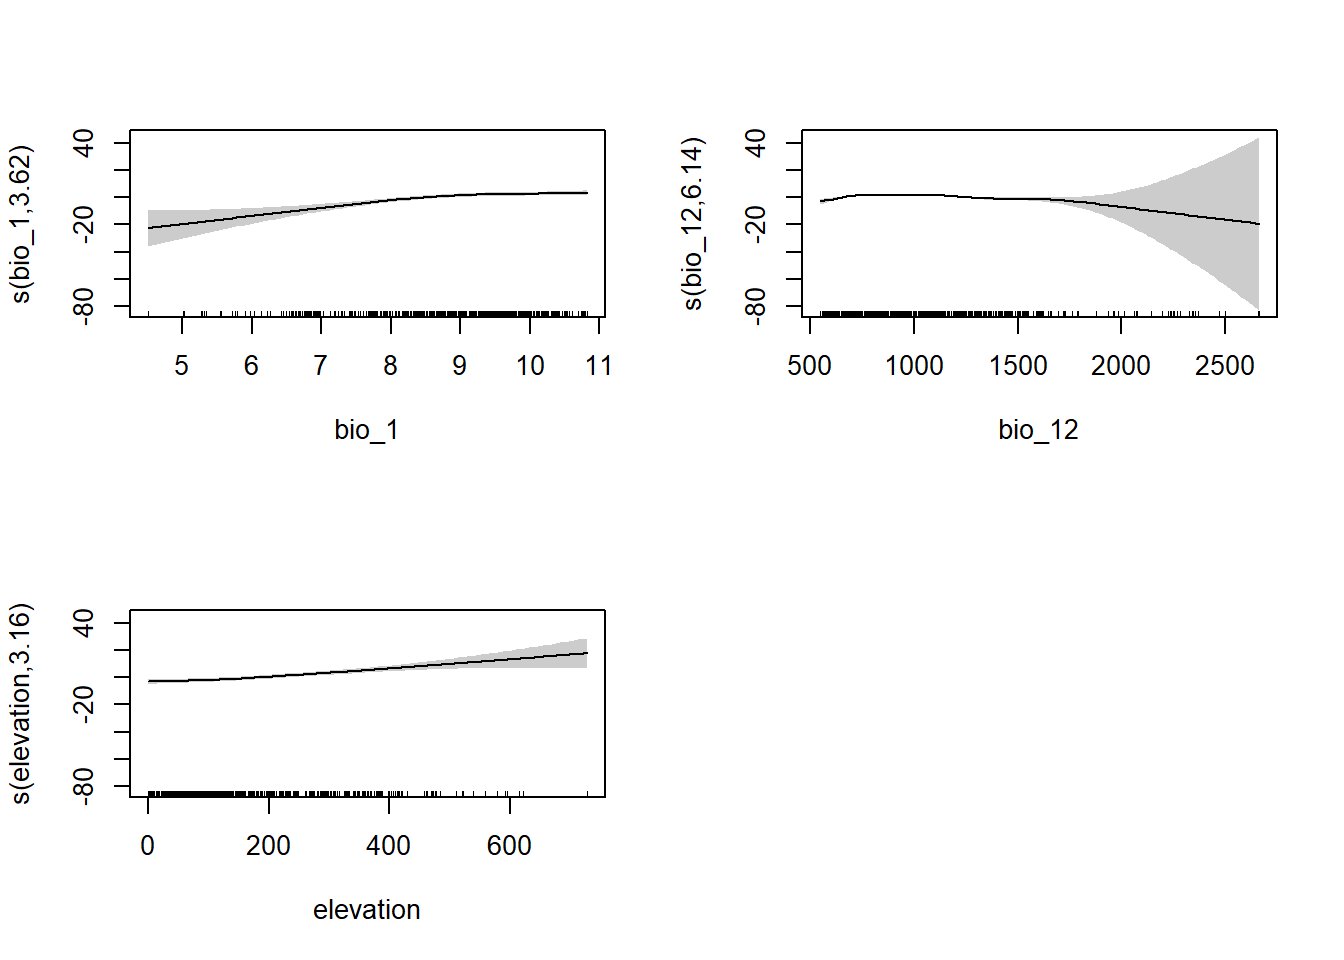 s(bio_1,3.62)
40
-20
-80
5 6 7 8 9 10 11
bio_1
s(bio_12,6.14)
40
-20
-80
500 1000 1500 2000 2500
bio_12
s(elevation,3.16)
40
-20
-80
0 200 400 600
elevation